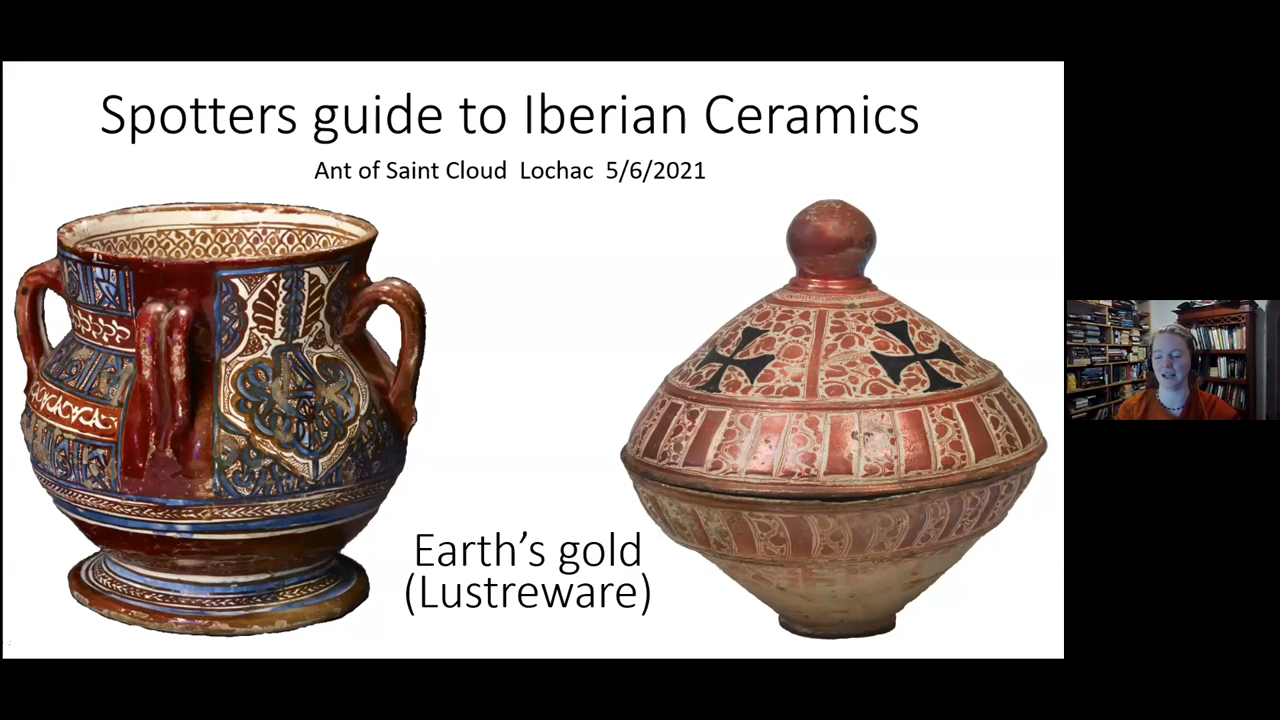 Spotters guide to Iberian Ceramics
Ant of Saint Cloud Lochac 5/6/2021
Earth’s gold
(Lustreware)